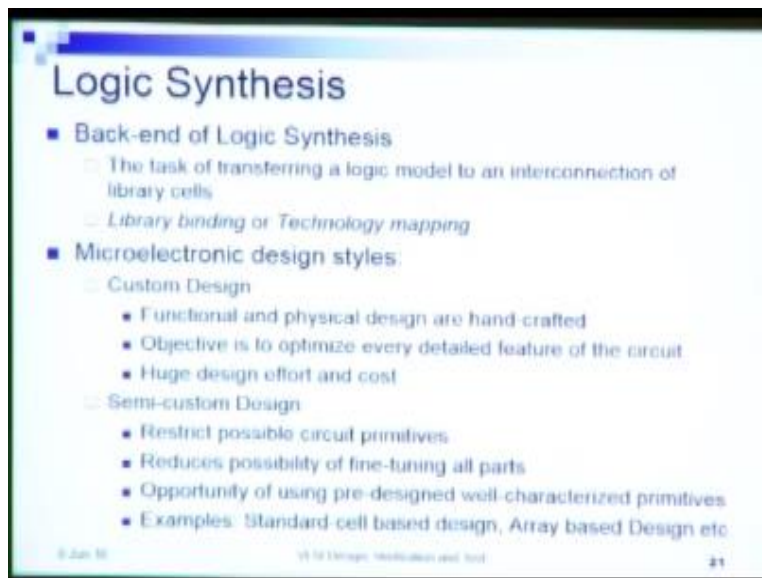 Logic Synthesis
Back-end of Logic Synthesis
The task of transferring a logic model to an interconnection of
library cells
Library binding or Technology mapping
Microelectronic design styles
Custom Design
Functional and physical design are hand crafted
Objective is to optimize every detailed feature of the circuit
Huge design effort and cost
Semi-custom Design
Restrict possible circuit primitives
Reduces possibility of fine-tuning all parts
Opportunity of using pre-designed well-characterized primitives
Examples: Standard-cell based design, Array based Design etc
Design, Verification and Test
21